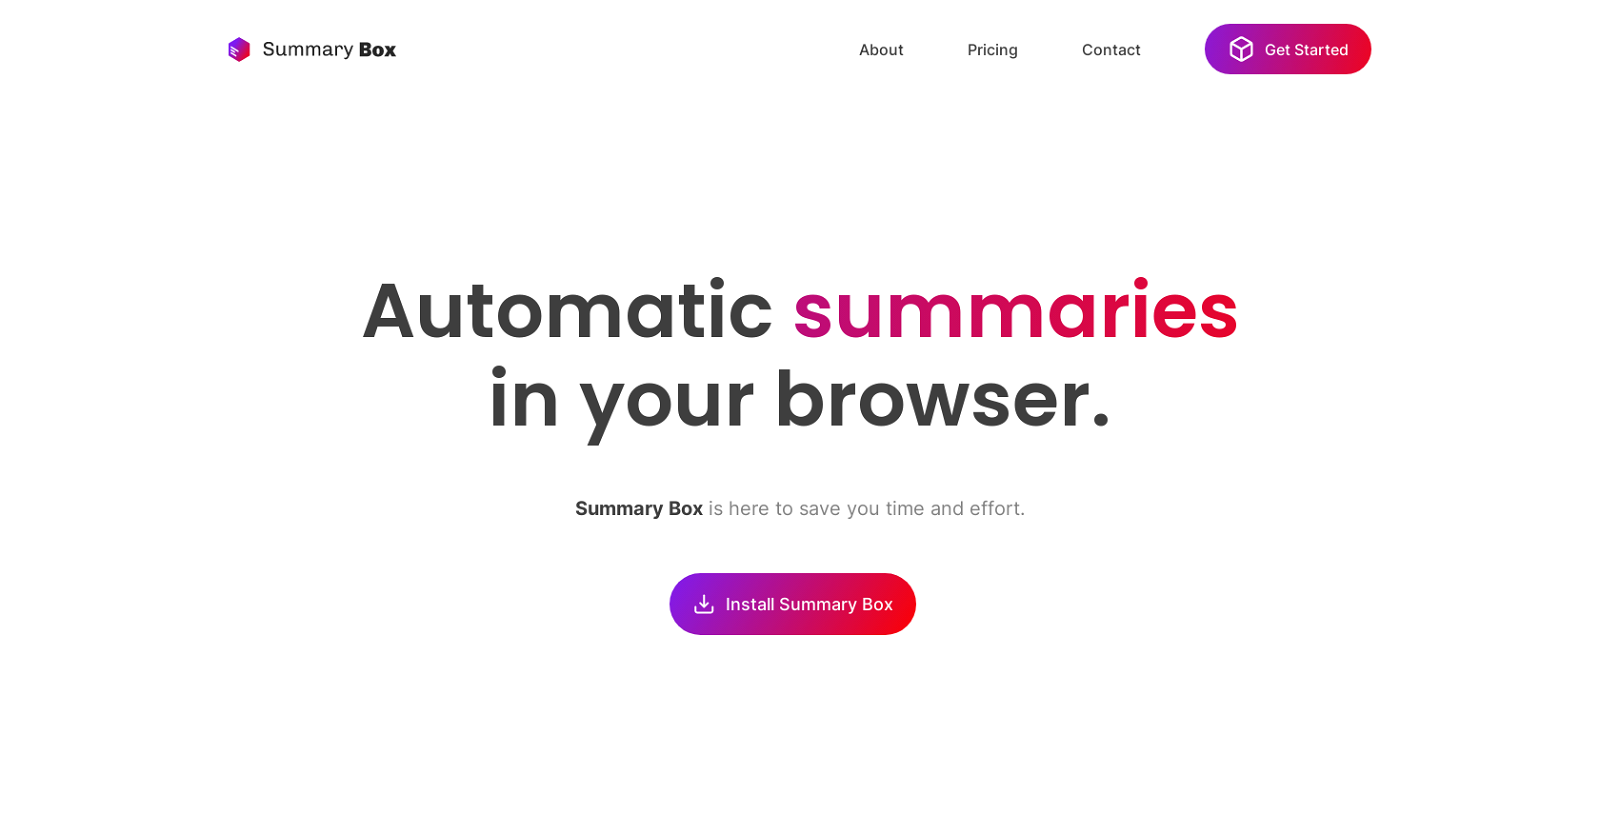 Summary Box
About
Pricing
Contact
Get Started
Automatic summaries
in your browser.
Summary Box is here to save you time and effort.
Install Summary Box